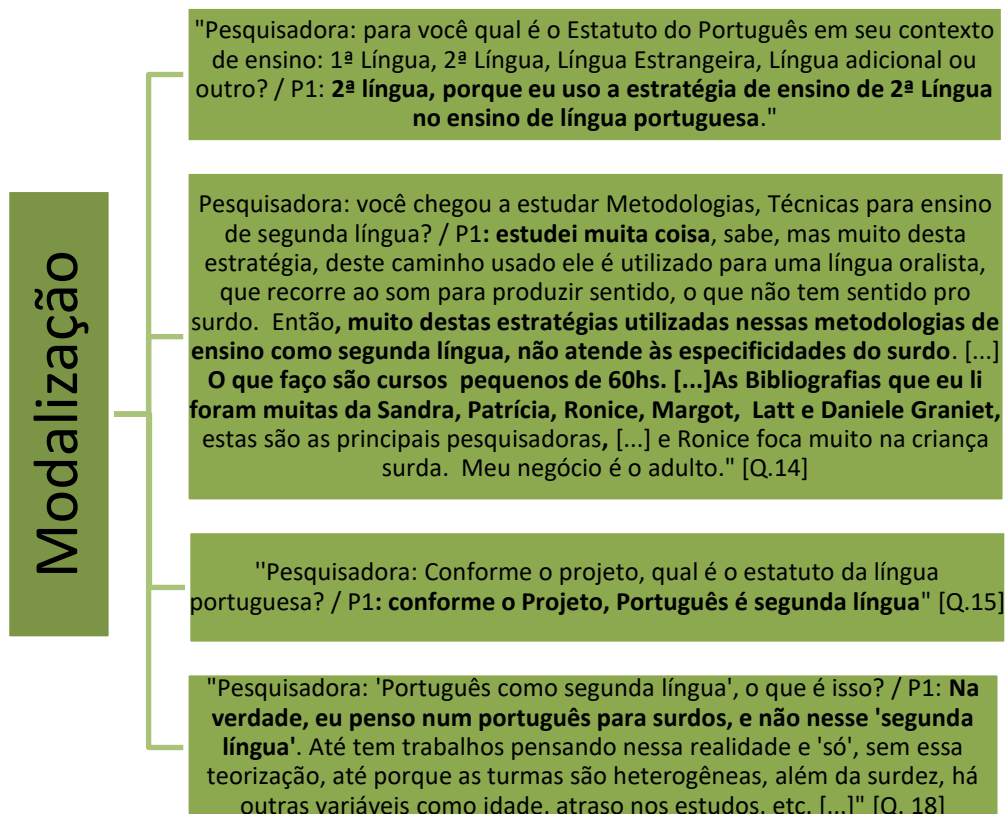 Modalização
"Pesquisadora: para você qual é o Estatuto do Português em seu contexto
de ensino: 1ª Língua, 2ª Língua, Língua Estrangeira, Língua adicional ou
outro? / P1: 2ª língua, porque eu uso a estratégia de ensino de 2ª Língua
no ensino de língua portuguesa."
Pesquisadora: você chegou a estudar Metodologias, Técnicas para ensino
de segunda língua? / P1: estudei muita coisa, sabe, mas muito desta
estratégia, deste caminho usado ele é utilizado para uma língua oralista,
que recorre ao som para produzir sentido, o que não tem sentido pro
surdo. Então, muito destas estratégias utilizadas nessas metodologias de
ensino como segunda língua, não atende às especificidades do surdo. [...]
O que faço são cursos pequenos de 60hs. [...]As Bibliografias que eu li
foram muitas da Sandra, Patrícia, Ronice, Margot, Latt e Daniele Graniet,
estas são as principais pesquisadoras, [...] e Ronice foca muito na criança
surda. Meu negócio é o adulto." [Q.14]
''Pesquisadora: Conforme o projeto, qual é o estatuto da língua
portuguesa? / P1: conforme o Projeto, Português é segunda língua" [Q.15]
"Pesquisadora: 'Português como segunda língua', o que é isso? / P1: Na
verdade, eu penso num português para surdos, e não nesse 'segunda
língua'. Até tem trabalhos pensando nessa realidade e 'só', sem essa
teorização, até porque as turmas são heterogêneas, além da surdez, há
outras variáveis como idade, atraso nos estudos, etc. [...]" [Q. 18]